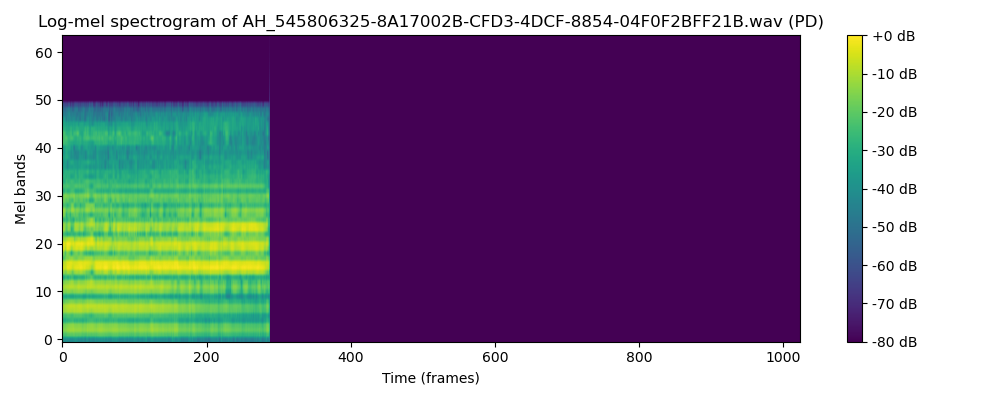 Log-mel spectrogram of AH_545806325-8A17002B-CFD3-4DCF-8854-04F0F2BFF21B.wav (PD)
60
50
40
30
20
10
0
Mel bands
0 200 400 600 800 1000
Time (frames)
+0 dB
-10 dB
-20 dB
-30 dB
-40 dB
-50 dB
-60 dB
-70 dB
-80 dB